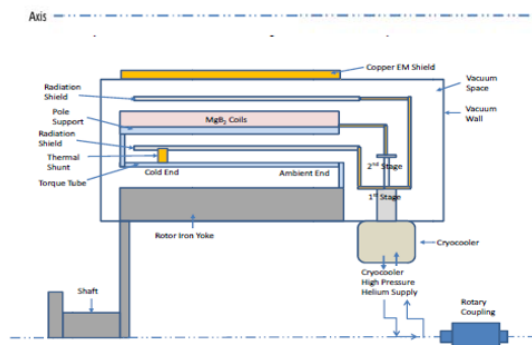 Axis
Copper EM Shield
Radiation
Shield
Vacuum
Space
Pole
Support
MgB₂ Coils
Vacuum
Wall
Radiation
Shield
Thermal
Shunt
2nd Stage
Cold End
Ambient End
Torque Tube
1st Stage
Rotor Iron Yoke
Cryocooler
Cryocooler
High Pressure
Helium Supply
Shaft
Rotary
Coupling